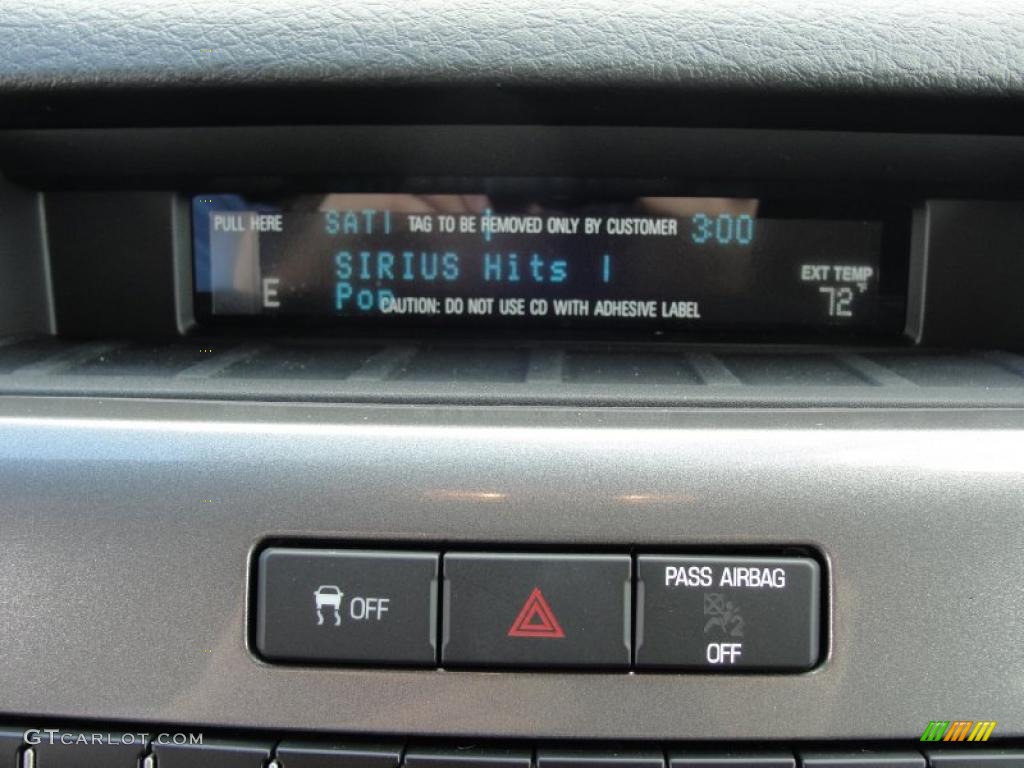 PULL HERE SAT1 TAG TO BE REMOVED ONLY BY CUSTOMER 3:00
SIRIUS Hits 1
E Pop CAUTION: DO NOT USE CD WITH ADHESIVE LABEL
EXT TEMP
72°F
OFF
PASS AIRBAG
2
OFF
GTCARLOT.COM